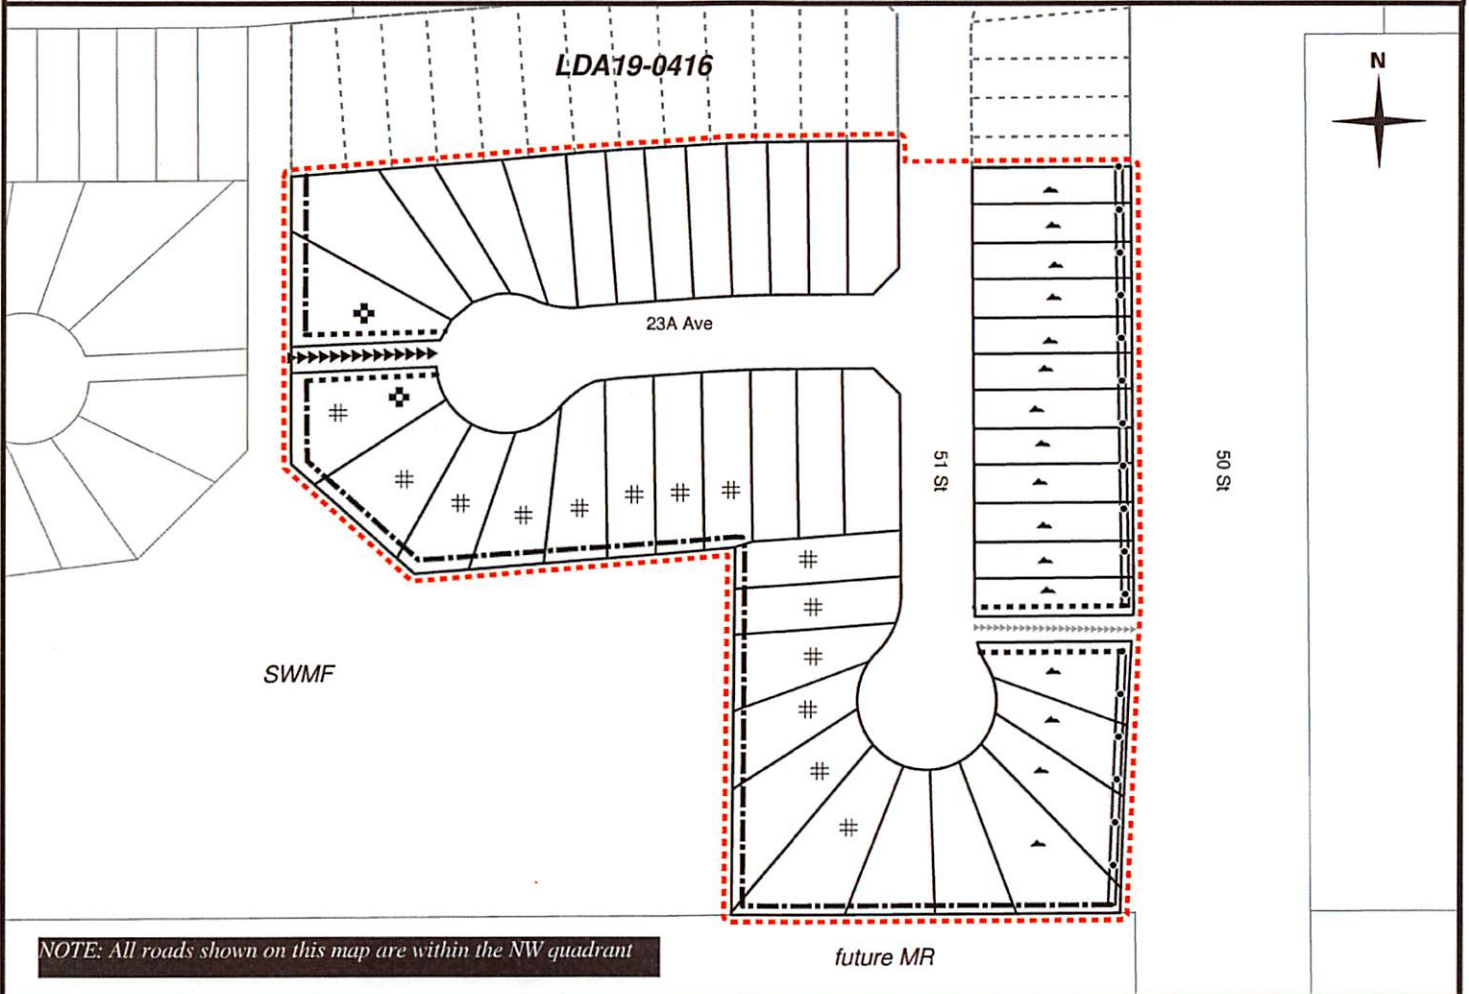 LDA19-0416
N
23A Ave
51 St
50 St
SWMF
NOTE: All roads shown on this map are within the NW quadrant
future MR